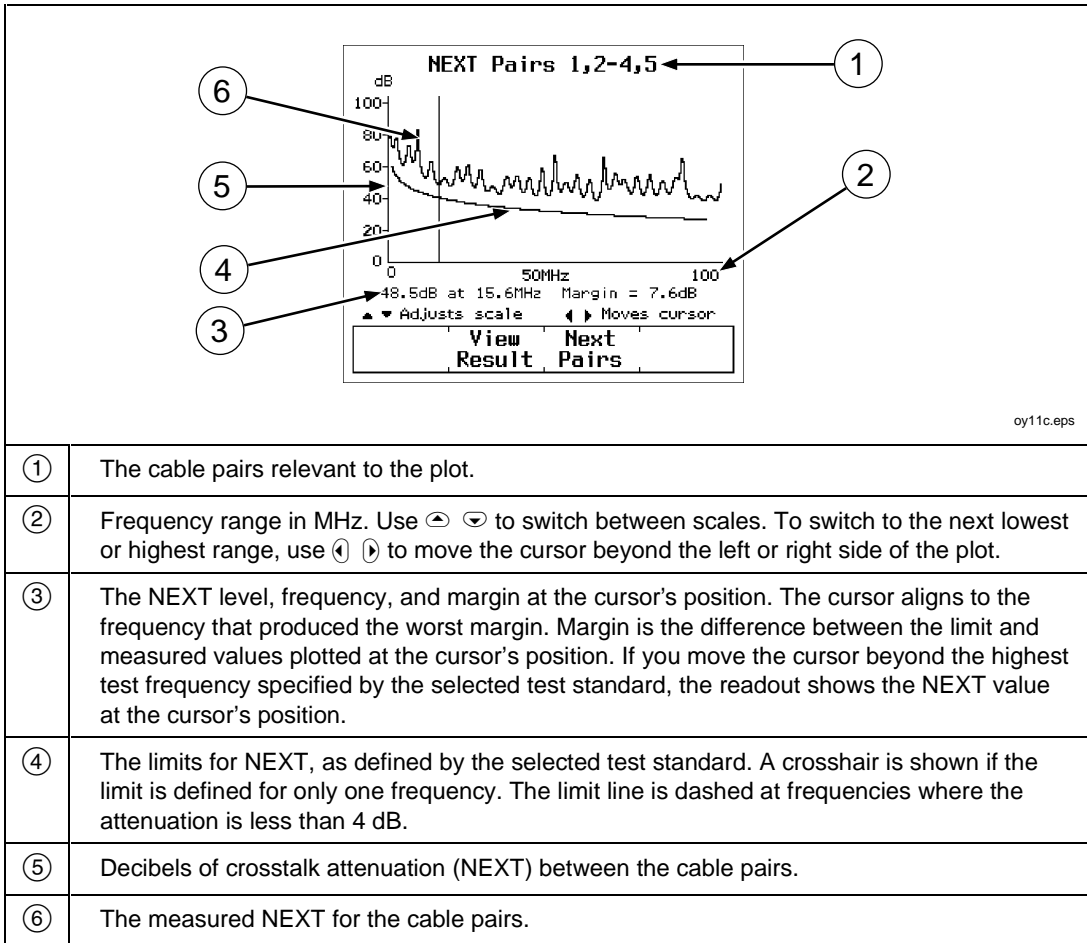 NEXT Pairs 1,2-4,5
1
dB
6
100
80
60
5
2
40
20
4
0
0 50MHz 100
48.5dB at 15.6MHz Margin = 7.6dB
3
▲ ▼ Adjusts scale ◀ ▶ Moves cursor
View Result
Next Pairs
oy11c.eps
① The cable pairs relevant to the plot.
② Frequency range in MHz. Use ▲ ▼ to switch between scales. To switch to the next lowest
or highest range, use ◀ ▶ to move the cursor beyond the left or right side of the plot.
③ The NEXT level, frequency, and margin at the cursor's position. The cursor aligns to the
frequency that produced the worst margin. Margin is the difference between the limit and
measured values plotted at the cursor's position. If you move the cursor beyond the highest
test frequency specified by the selected test standard, the readout shows the NEXT value
at the cursor's position.
④ The limits for NEXT, as defined by the selected test standard. A crosshair is shown if the
limit is defined for only one frequency. The limit line is dashed at frequencies where the
attenuation is less than 4 dB.
⑤ Decibels of crosstalk attenuation (NEXT) between the cable pairs.
⑥ The measured NEXT for the cable pairs.